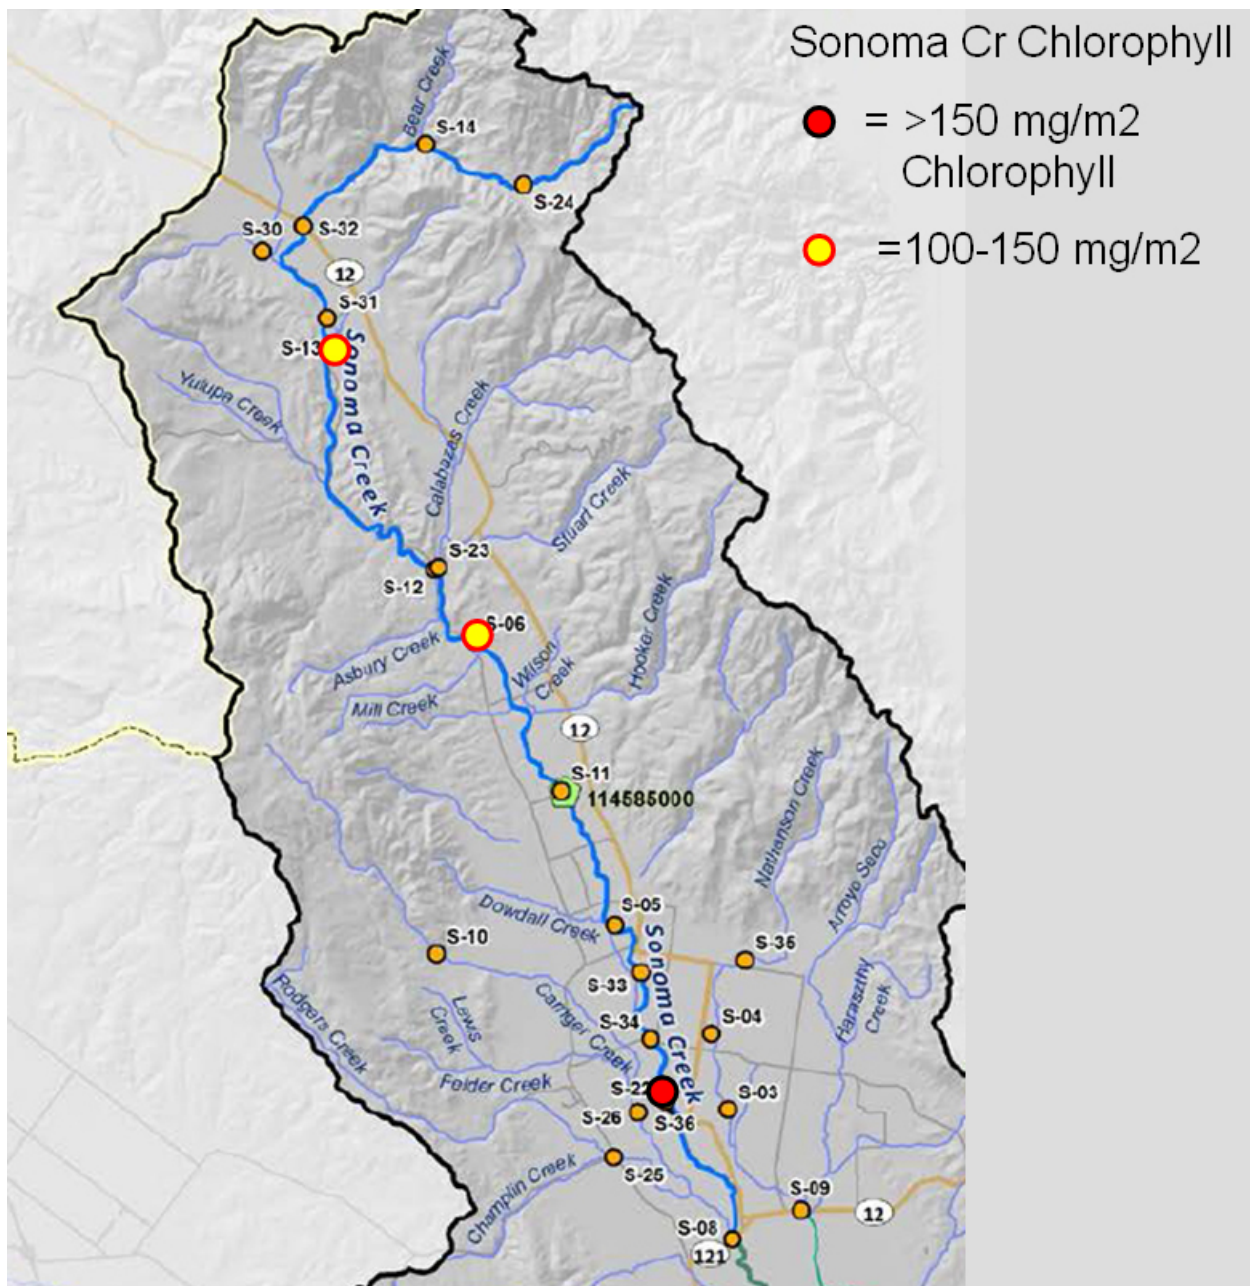 Sonoma Cr Chlorophyll
= >150 mg/m2
Chlorophyll
=100-150 mg/m2
Bear Creek
S-14
S-24
S-30
S-32
12
S-31
S-13
Sonoma Creek
Yulupa Creek
Calabazas Creek
Stuart Creek
S-23
S-12
S-06
Asbury Creek
Wilson
Creek
Hooker Creek
Mill Creek
12
S-11
114585000
Nathanson Creek
Arroyo Seco
Dowdall Creek
S-05
Sonoma Creek
S-10
S-35
S-33
Rodgers Creek
Lewis
Creek
Carriger Creek
Haraszthy
Creek
S-34
S-04
Felder Creek
S-22
S-03
S-26
S-36
Champlin Creek
S-25
S-09
12
S-08
121